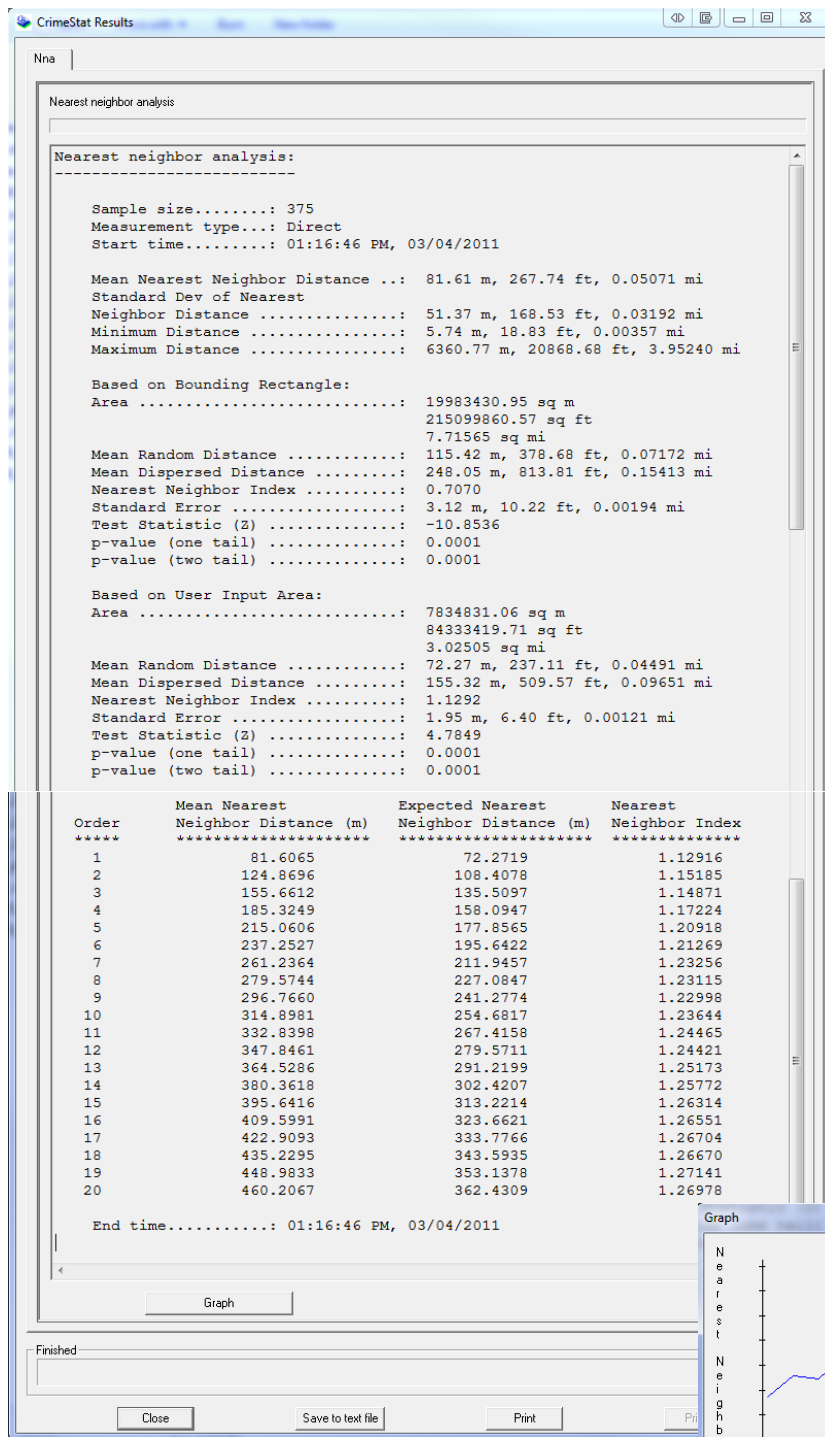 CrimeStat Results
Nna
Nearest neighbor analysis
Nearest neighbor analysis:
--------------------------
Sample size........: 375
Measurement type...: Direct
Start time.........: 01:16:46 PM, 03/04/2011
Mean Nearest Neighbor Distance ..: 81.61 m, 267.74 ft, 0.05071 mi
Standard Dev of Nearest
Neighbor Distance ...............: 51.37 m, 168.53 ft, 0.03192 mi
Minimum Distance ................: 5.74 m, 18.83 ft, 0.00357 mi
Maximum Distance ................: 6360.77 m, 20868.68 ft, 3.95240 mi
Based on Bounding Rectangle:
Area ............................: 19983430.95 sq m
215099860.57 sq ft
7.71565 sq mi
Mean Random Distance ............: 115.42 m, 378.68 ft, 0.07172 mi
Mean Dispersed Distance .........: 248.05 m, 813.81 ft, 0.15413 mi
Nearest Neighbor Index ..........: 0.7070
Standard Error ..................: 3.12 m, 10.22 ft, 0.00194 mi
Test Statistic (Z) ..............: -10.8536
p-value (one tail) ..............: 0.0001
p-value (two tail) ..............: 0.0001
Based on User Input Area:
Area ............................: 7834831.06 sq m
84333419.71 sq ft
3.02505 sq mi
Mean Random Distance ............: 72.27 m, 237.11 ft, 0.04491 mi
Mean Dispersed Distance .........: 155.32 m, 509.57 ft, 0.09651 mi
Nearest Neighbor Index ..........: 1.1292
Standard Error ..................: 1.95 m, 6.40 ft, 0.00121 mi
Test Statistic (Z) ..............: 4.7849
p-value (one tail) ..............: 0.0001
p-value (two tail) ..............: 0.0001
Mean Nearest Expected Nearest Nearest
Order Neighbor Distance (m) Neighbor Distance (m) Neighbor Index
***** ********************* ********************* **************
1 81.6065 72.2719 1.12916
2 124.8696 108.4078 1.15185
3 155.6612 135.5097 1.14871
4 185.3249 158.0947 1.17224
5 215.0606 177.8565 1.20918
6 237.2527 195.6422 1.21269
7 261.2364 211.9457 1.23256
8 279.5744 227.0847 1.23115
9 296.7660 241.2774 1.22998
10 314.8981 254.6817 1.23644
11 332.8398 267.4158 1.24465
12 347.8461 279.5711 1.24421
13 364.5286 291.2199 1.25173
14 380.3618 302.4207 1.25772
15 395.6416 313.2214 1.26314
16 409.5991 323.6621 1.26551
17 422.9093 333.7766 1.26704
18 435.2295 343.5935 1.26670
19 448.9833 353.1378 1.27141
20 460.2067 362.4309 1.26978
End time...........: 01:16:46 PM, 03/04/2011
Graph
Finished
Close Save to text file Print Pri
Graph
Nearest Neighb